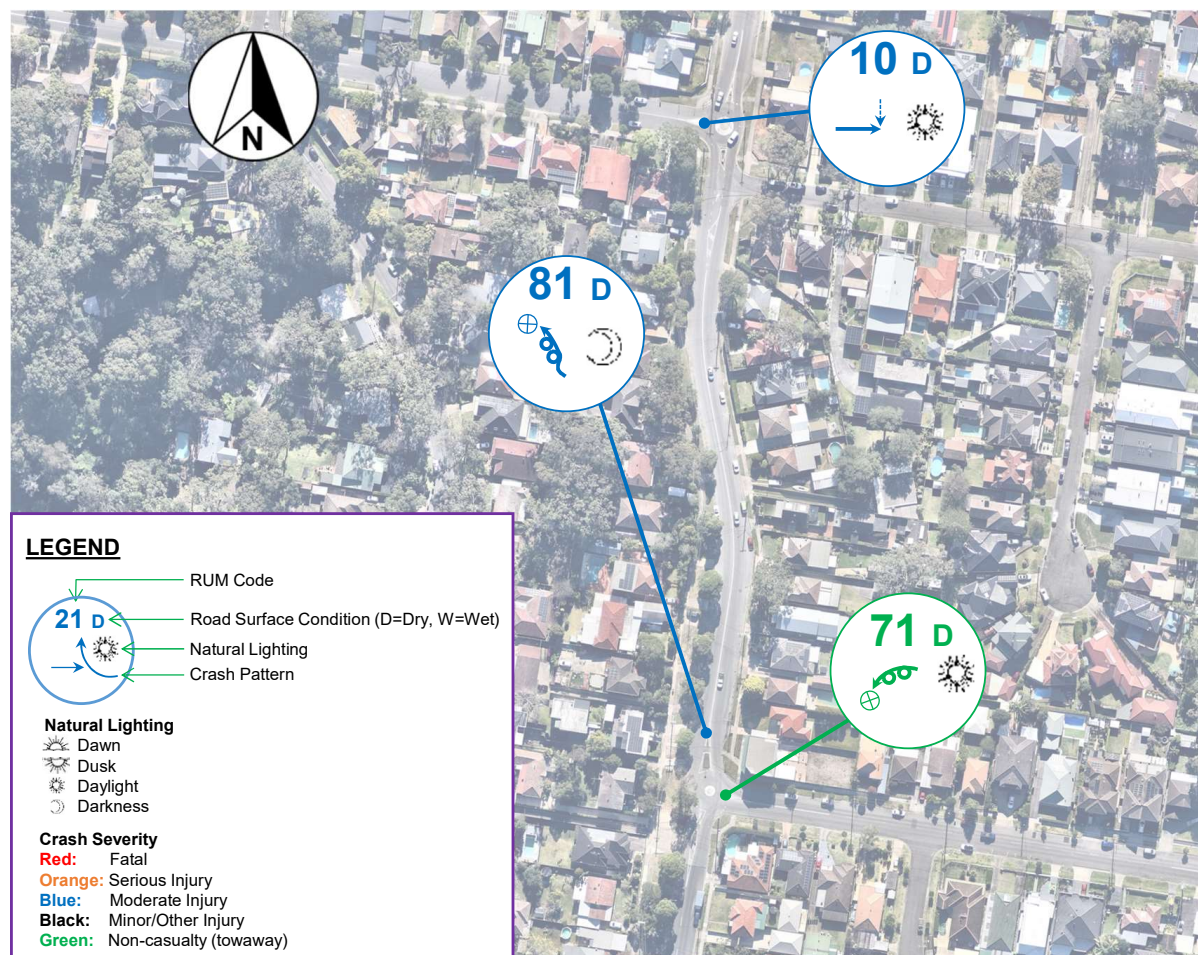 N
10 D
81 D
71 D
LEGEND
RUM Code
21 D
Road Surface Condition (D=Dry, W=Wet)
Natural Lighting
Crash Pattern
Natural Lighting
Dawn
Dusk
Daylight
Darkness
Crash Severity
Red: Fatal
Orange: Serious Injury
Blue: Moderate Injury
Black: Minor/Other Injury
Green: Non-casualty (towaway)